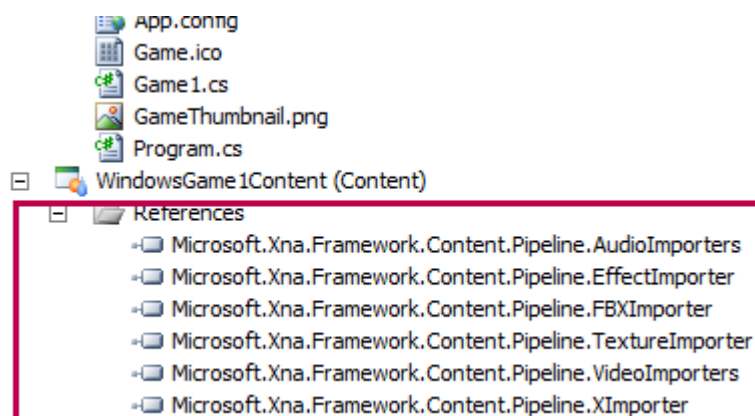 App.config
Game.ico
Game1.cs
GameThumbnail.png
Program.cs
WindowsGame1Content (Content)
References
Microsoft.Xna.Framework.Content.Pipeline.AudioImporters
Microsoft.Xna.Framework.Content.Pipeline.EffectImporter
Microsoft.Xna.Framework.Content.Pipeline.FBXImporter
Microsoft.Xna.Framework.Content.Pipeline.TextureImporter
Microsoft.Xna.Framework.Content.Pipeline.VideoImporters
Microsoft.Xna.Framework.Content.Pipeline.XImporter